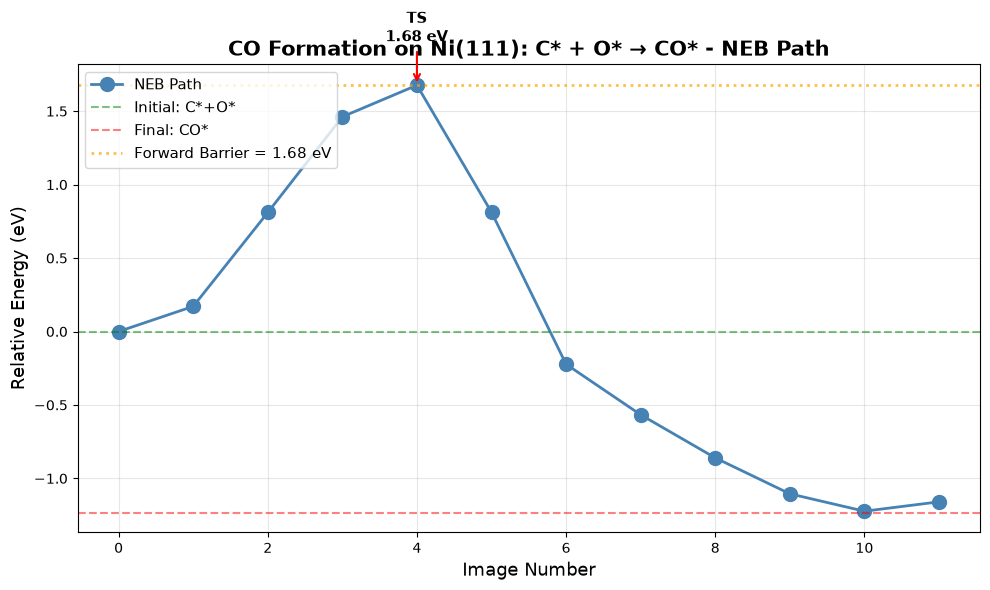 TS
1.68 eV
CO Formation on Ni(111): C* + O* → CO* - NEB Path
NEB Path
Initial: C*+O*
Final: CO*
Forward Barrier = 1.68 eV
Relative Energy (eV)
1.5
1.0
0.5
0.0
−0.5
−1.0
0 2 4 6 8 10
Image Number